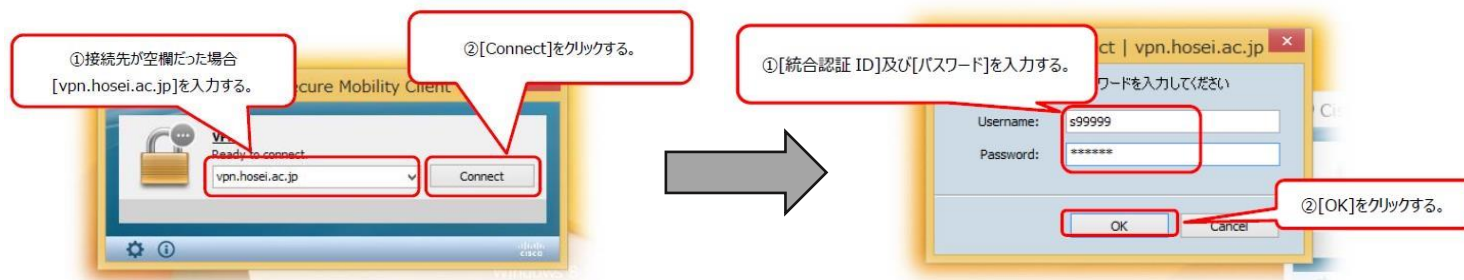 ①接続先が空欄だった場合
[vpn.hosei.ac.jp]を入力する。
②[Connect]をクリックする。
ecure Mobility Client
VPN
Ready to connect.
vpn.hosei.ac.jp
Connect
cisco
①[統合認証 ID]及び[パスワード]を入力する。
ct | vpn.hosei.ac.jp
ワードを入力してください
Username:
s99999
Password:
******
②[OK]をクリックする。
OK
Cancel